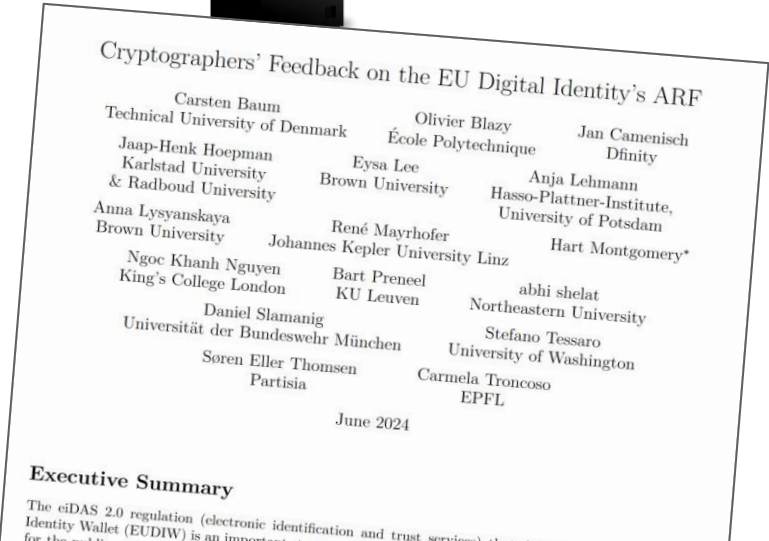 Cryptographers' Feedback on the EU Digital Identity's ARF
Carsten Baum
Technical University of Denmark
Olivier Blazy
École Polytechnique
Jan Camenisch
Dfinity
Jaap-Henk Hoepman
Karlstad University
& Radboud University
Eysa Lee
Brown University
Anja Lehmann
Hasso-Plattner-Institute,
University of Potsdam
Anna Lysyanskaya
Brown University
René Mayrhofer
Johannes Kepler University Linz
Hart Montgomery*
Ngoc Khanh Nguyen
King's College London
Bart Preneel
KU Leuven
abhi shelat
Northeastern University
Daniel Slamanig
Universität der Bundeswehr München
Stefano Tessaro
University of Washington
Søren Eller Thomsen
Partisia
Carmela Troncoso
EPFL
June 2024
Executive Summary
The eiDAS 2.0 regulation (electronic identification and trust services)
Identity Wallet (EUDIW) is an